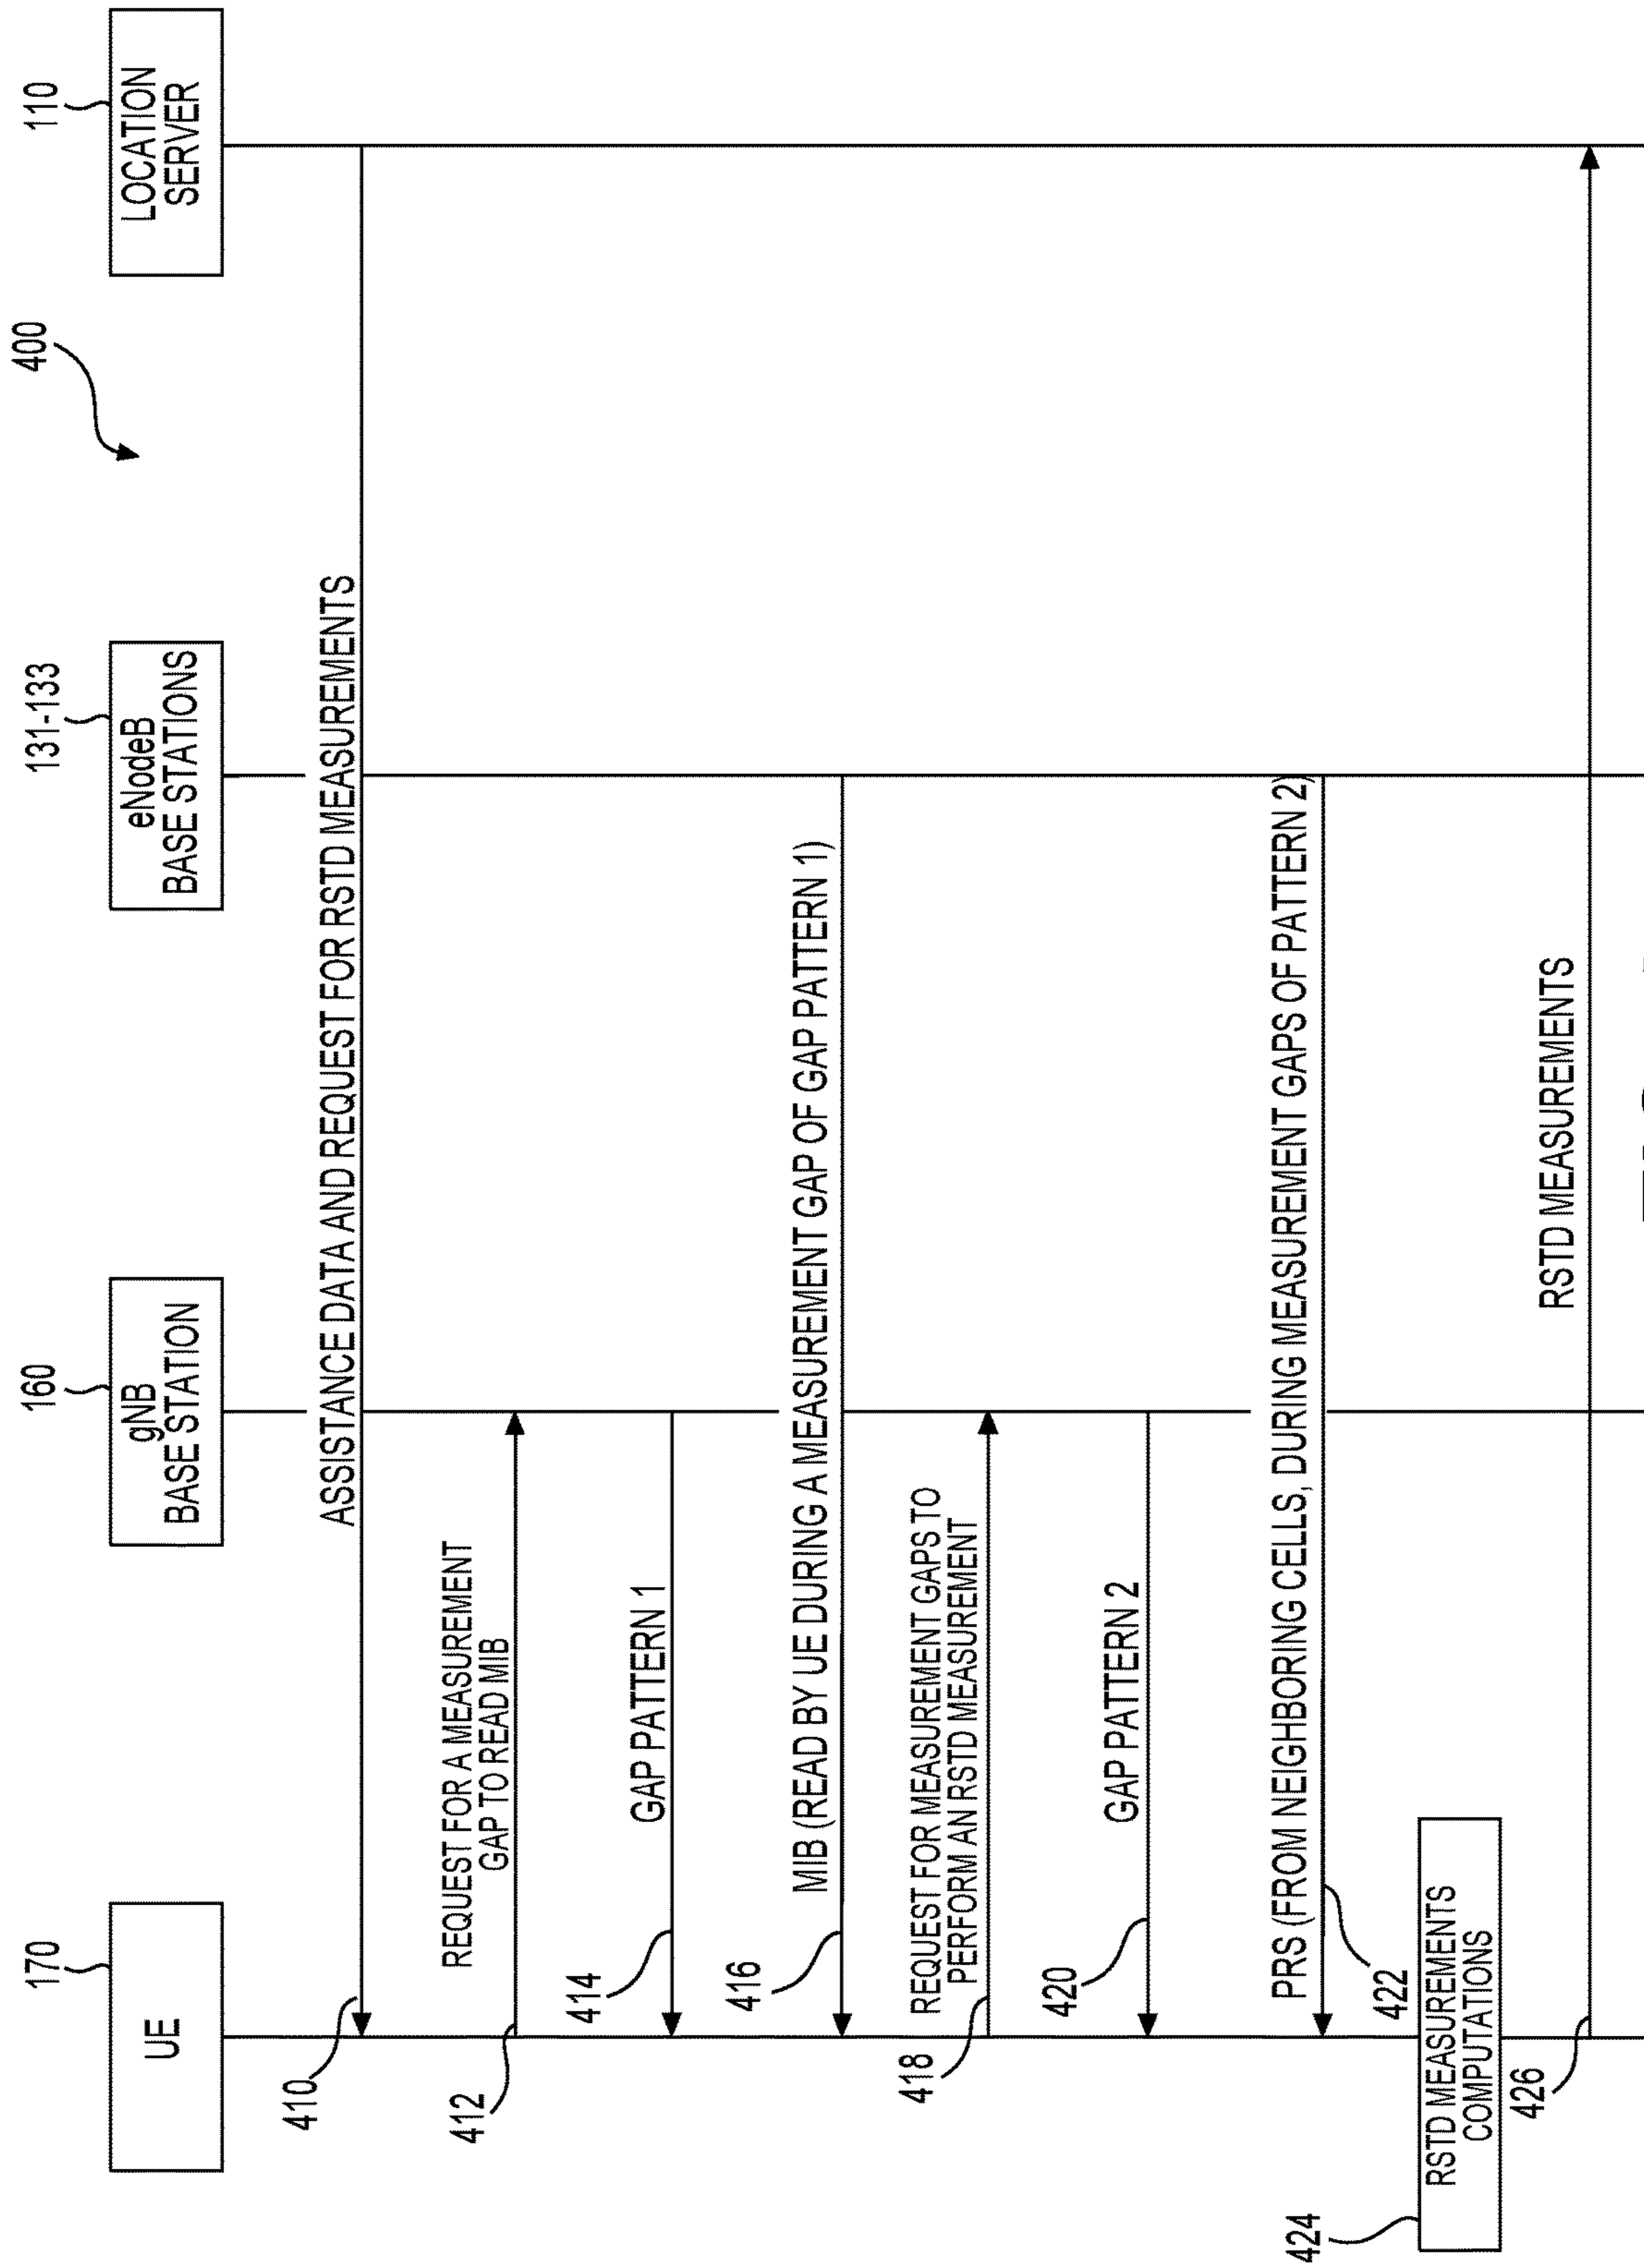 400
170
UE
160
gNB
BASE STATION
131-133
eNodeB
BASE STATIONS
110
LOCATION
SERVER
410
ASSISTANCE DATA AND REQUEST FOR RSTD MEASUREMENTS
412
REQUEST FOR A MEASUREMENT
GAP TO READ MIB
414
GAP PATTERN 1
416
MIB (READ BY UE DURING A MEASUREMENT GAP OF GAP PATTERN 1)
418
REQUEST FOR MEASUREMENT GAPS TO
PERFORM AN RSTD MEASUREMENT
420
GAP PATTERN 2
PRS (FROM NEIGHBORING CELLS, DURING MEASUREMENT GAPS OF PATTERN 2)
422
424
RSTD MEASUREMENTS
COMPUTATIONS
426
RSTD MEASUREMENTS